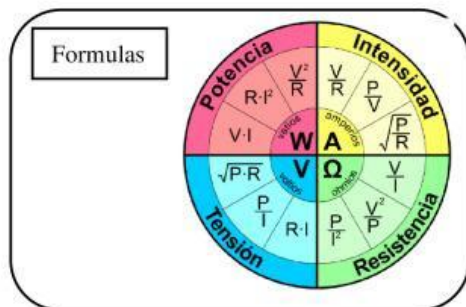 Formulas
Potencia
Intensidad
V·I
R·I²
V²/R
V/R
P/V
√P/R
vatios
W
A
amperios
voltios
V
Ω
ohmios
√P·R
P/I
R·I
P/I²
V²/P
V/I
Tensión
Resistencia